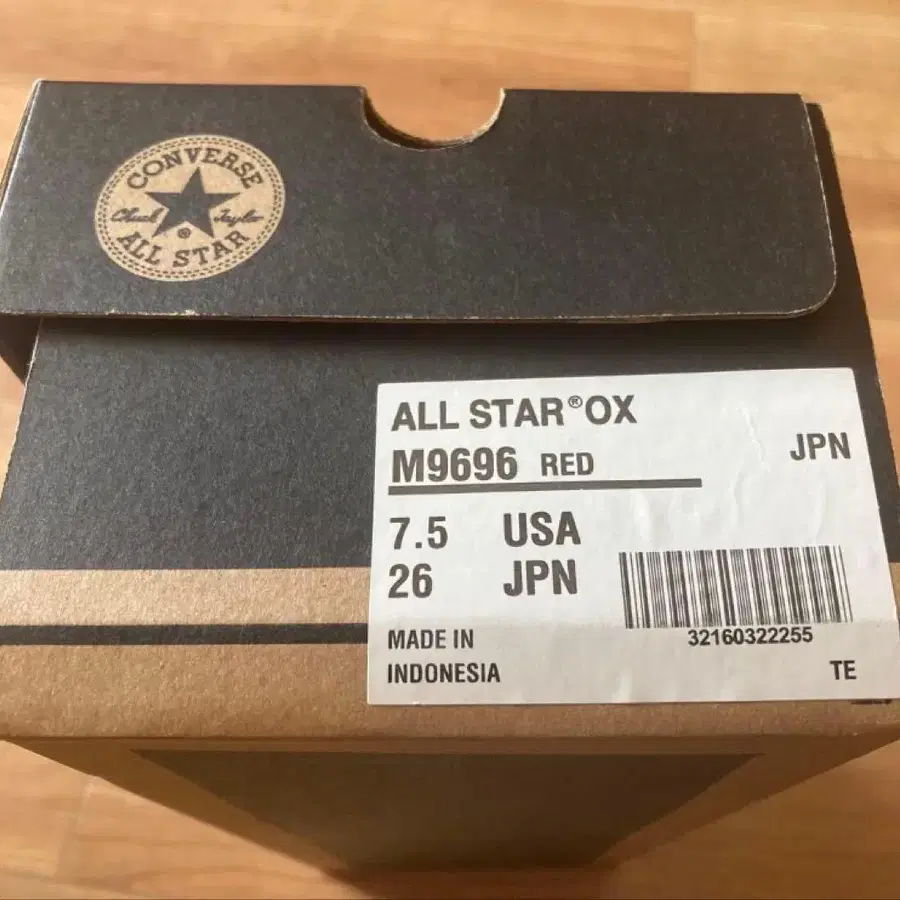 CONVERSE
Chuck Taylor
®
ALL STAR
ALL STAR® OX
M9696 RED
JPN
7.5 USA
26 JPN
32160322255
MADE IN
INDONESIA
TE